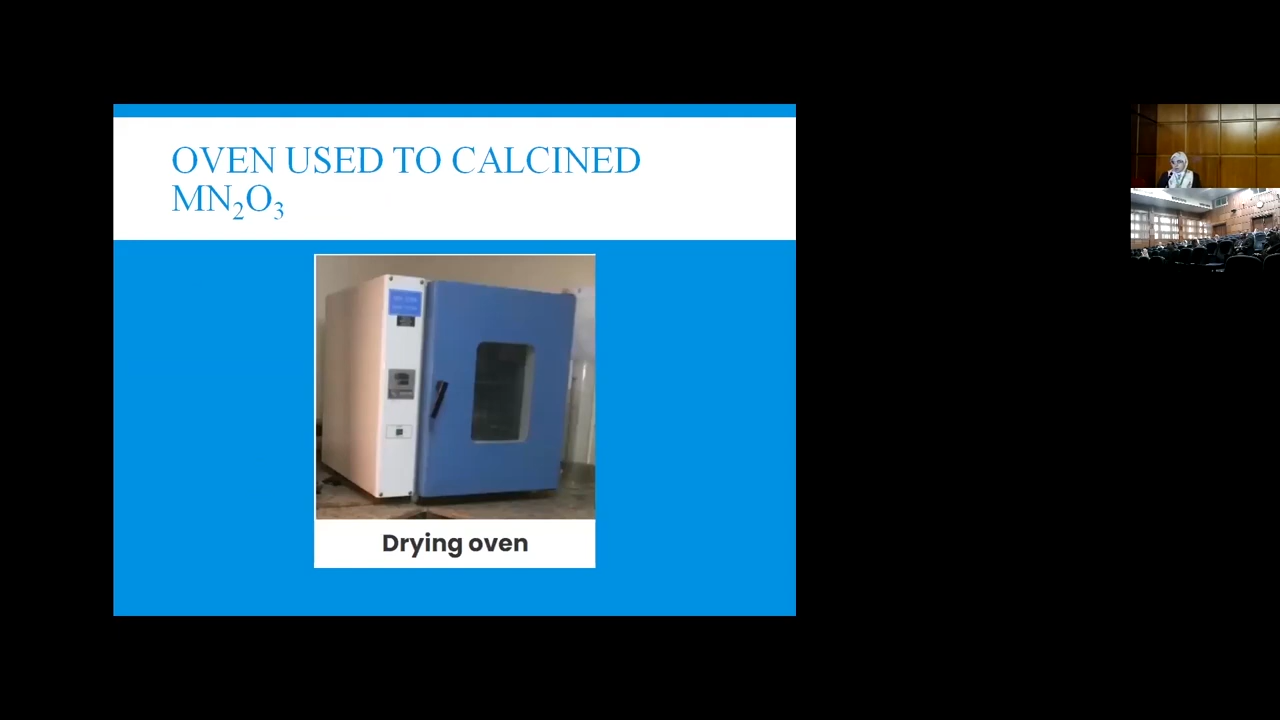 OVEN USED TO CALCINED
MN₂O₃
Drying oven